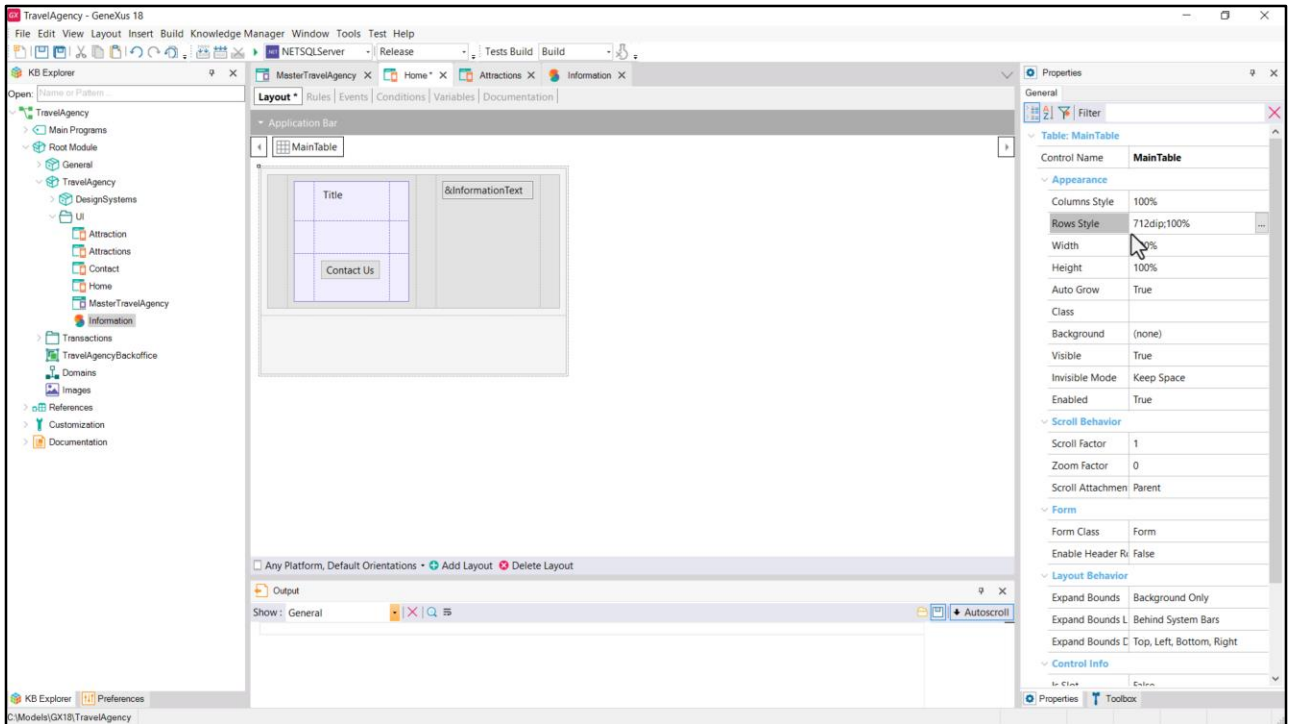 TravelAgency - GeneXus 18
File Edit View Layout Insert Build Knowledge Manager Window Tools Test Help
NETSQLServer Release Tests Build Build
KB Explorer
Open: Name or Pattern...
TravelAgency
Main Programs
Root Module
General
TravelAgency
DesignSystems
UI
Attraction
Attractions
Contact
Home
MasterTravelAgency
Information
Transactions
TravelAgencyBackoffice
Domains
Images
References
Customization
Documentation
KB Explorer Preferences
C:\Models\GX18\TravelAgency
MasterTravelAgency X Home* X Attractions X Information X
Layout * Rules Events Conditions Variables Documentation
Application Bar
MainTable
Title
&InformationText
Contact Us
Any Platform, Default Orientations Add Layout Delete Layout
Output
Show: General
Autoscroll
Properties
General
Filter
Table: MainTable
Control Name MainTable
Appearance
Columns Style 100%
Rows Style 712dip;100% ...
Width
Height 100%
Auto Grow True
Class
Background (none)
Visible True
Invisible Mode Keep Space
Enabled True
Scroll Behavior
Scroll Factor 1
Zoom Factor 0
Scroll Attachmen Parent
Form
Form Class Form
Enable Header Ro False
Layout Behavior
Expand Bounds Background Only
Expand Bounds L Behind System Bars
Expand Bounds D Top, Left, Bottom, Right
Control Info
Is Slot False
Properties Toolbox